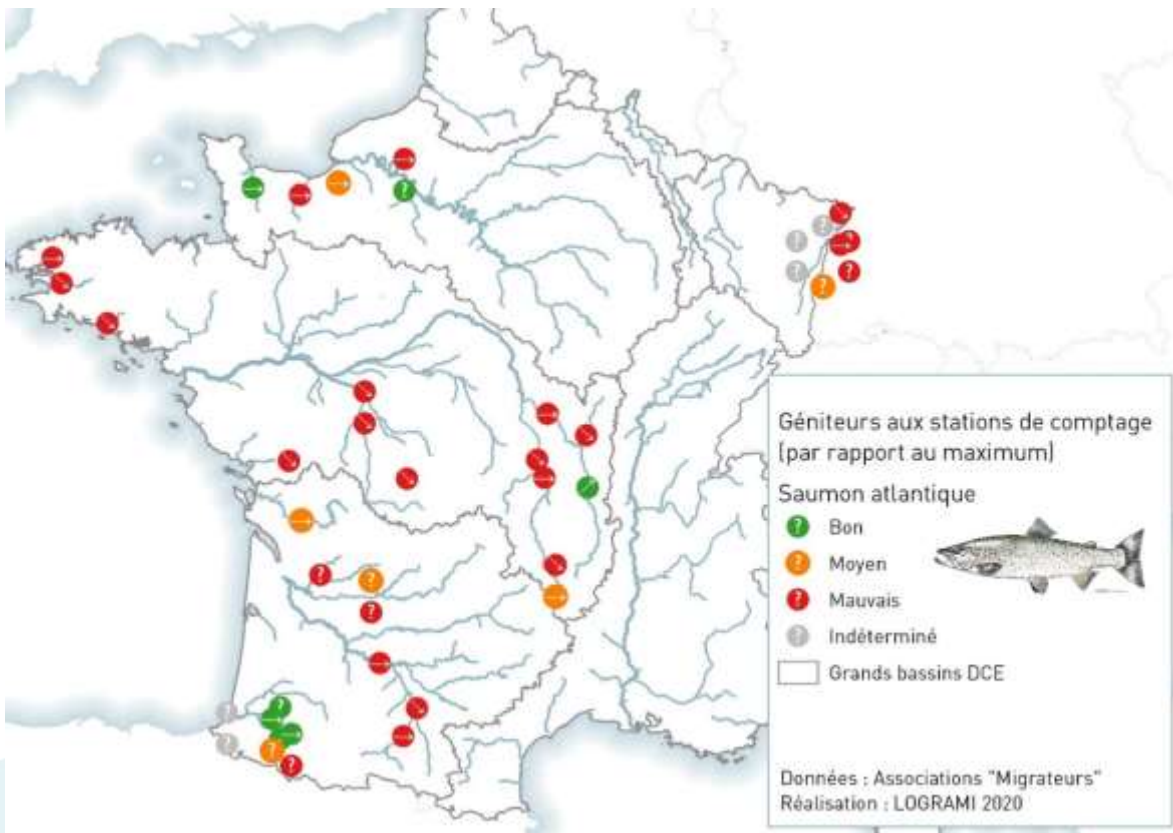 Géniteurs aux stations de comptage
(par rapport au maximum)
Saumon atlantique
? Bon
? Moyen
? Mauvais
? Indéterminé
Grands bassins DCE
Données : Associations "Migrateurs"
Réalisation : LOGRAMI 2020